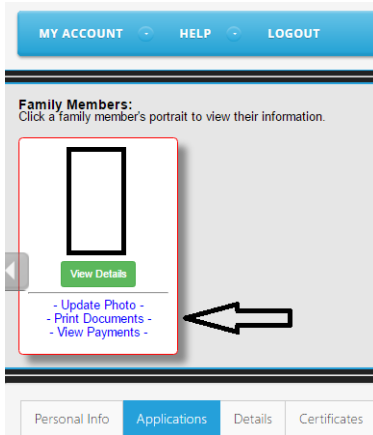 MY ACCOUNT - HELP - LOGOUT
Family Members:
Click a family member's portrait to view their information.
View Details
- Update Photo -
- Print Documents -
- View Payments -
Personal Info Applications Details Certificates